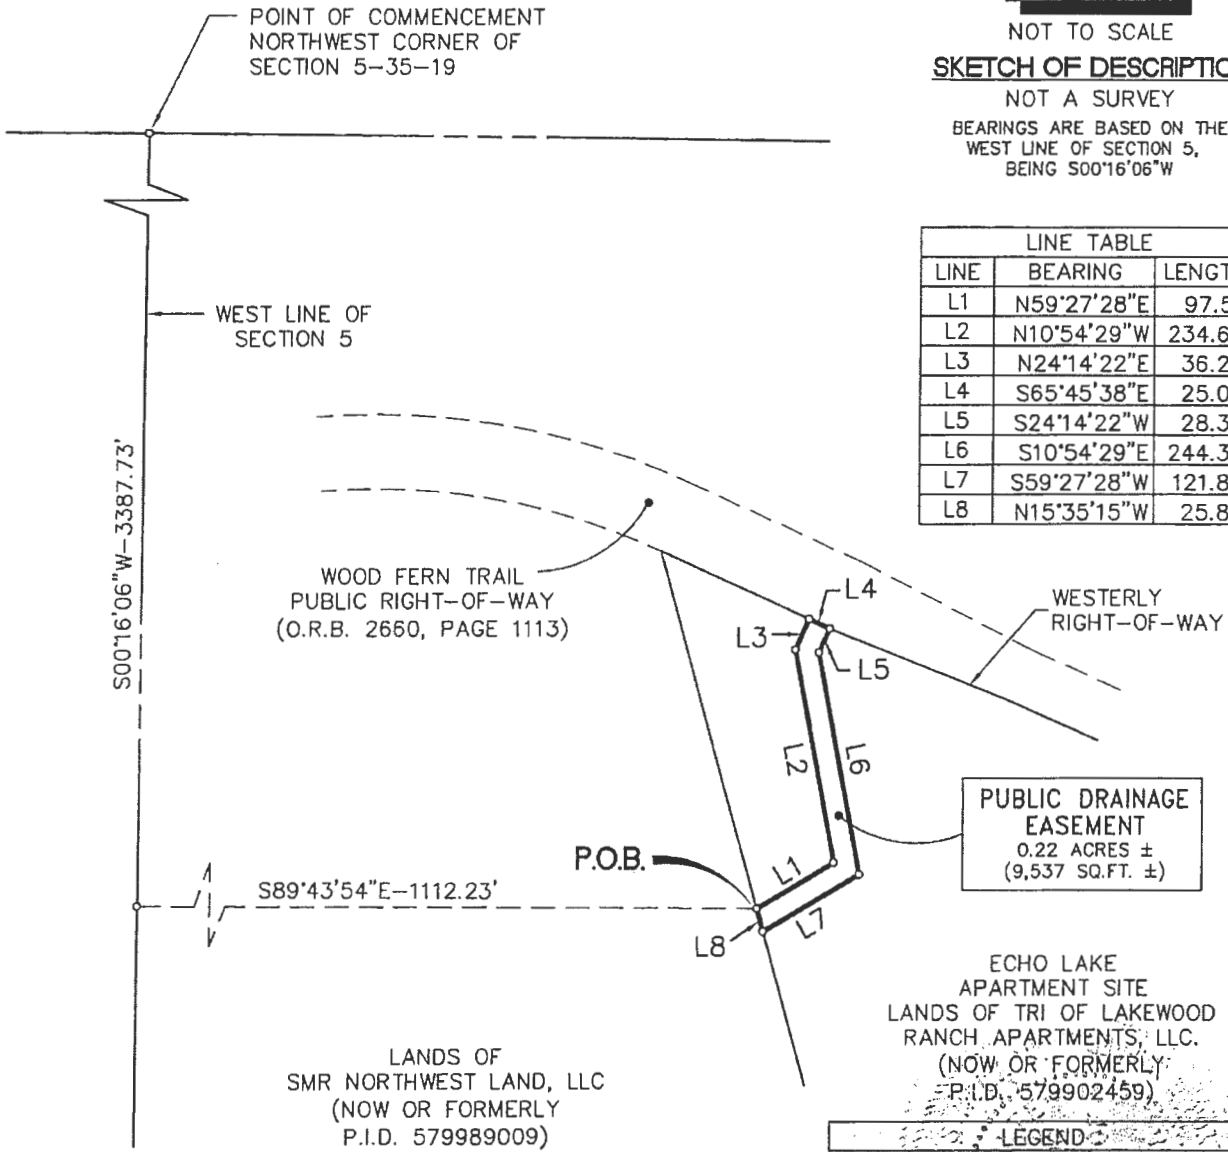 POINT OF COMMENCEMENT
NORTHWEST CORNER OF
SECTION 5-35-19
NOT TO SCALE
SKETCH OF DESCRIPTIO
NOT A SURVEY
BEARINGS ARE BASED ON THE
WEST LINE OF SECTION 5,
BEING S00°16'06"W
LINE TABLE
LINE BEARING LENGT
L1 N59°27'28"E 97.5
L2 N10°54'29"W 234.6
L3 N24°14'22"E 36.2
L4 S65°45'38"E 25.0
L5 S24°14'22"W 28.3
L6 S10°54'29"E 244.3
L7 S59°27'28"W 121.8
L8 N15°35'15"W 25.8
WEST LINE OF
SECTION 5
S00°16'06"W-3387.73'
WOOD FERN TRAIL
PUBLIC RIGHT-OF-WAY
(O.R.B. 2660, PAGE 1113)
L4
L3
L5
WESTERLY
RIGHT-OF-WAY
L2
L6
PUBLIC DRAINAGE
EASEMENT
0.22 ACRES ±
(9,537 SQ.FT. ±)
P.O.B.
L1
S89°43'54"E-1112.23'
L8
L7
ECHO LAKE
APARTMENT SITE
LANDS OF TRI OF LAKEWOOD
RANCH APARTMENTS, LLC.
(NOW OR FORMERLY
P.I.D. 579902459)
LANDS OF
SMR NORTHWEST LAND, LLC
(NOW OR FORMERLY
P.I.D. 579989009)
LEGEND